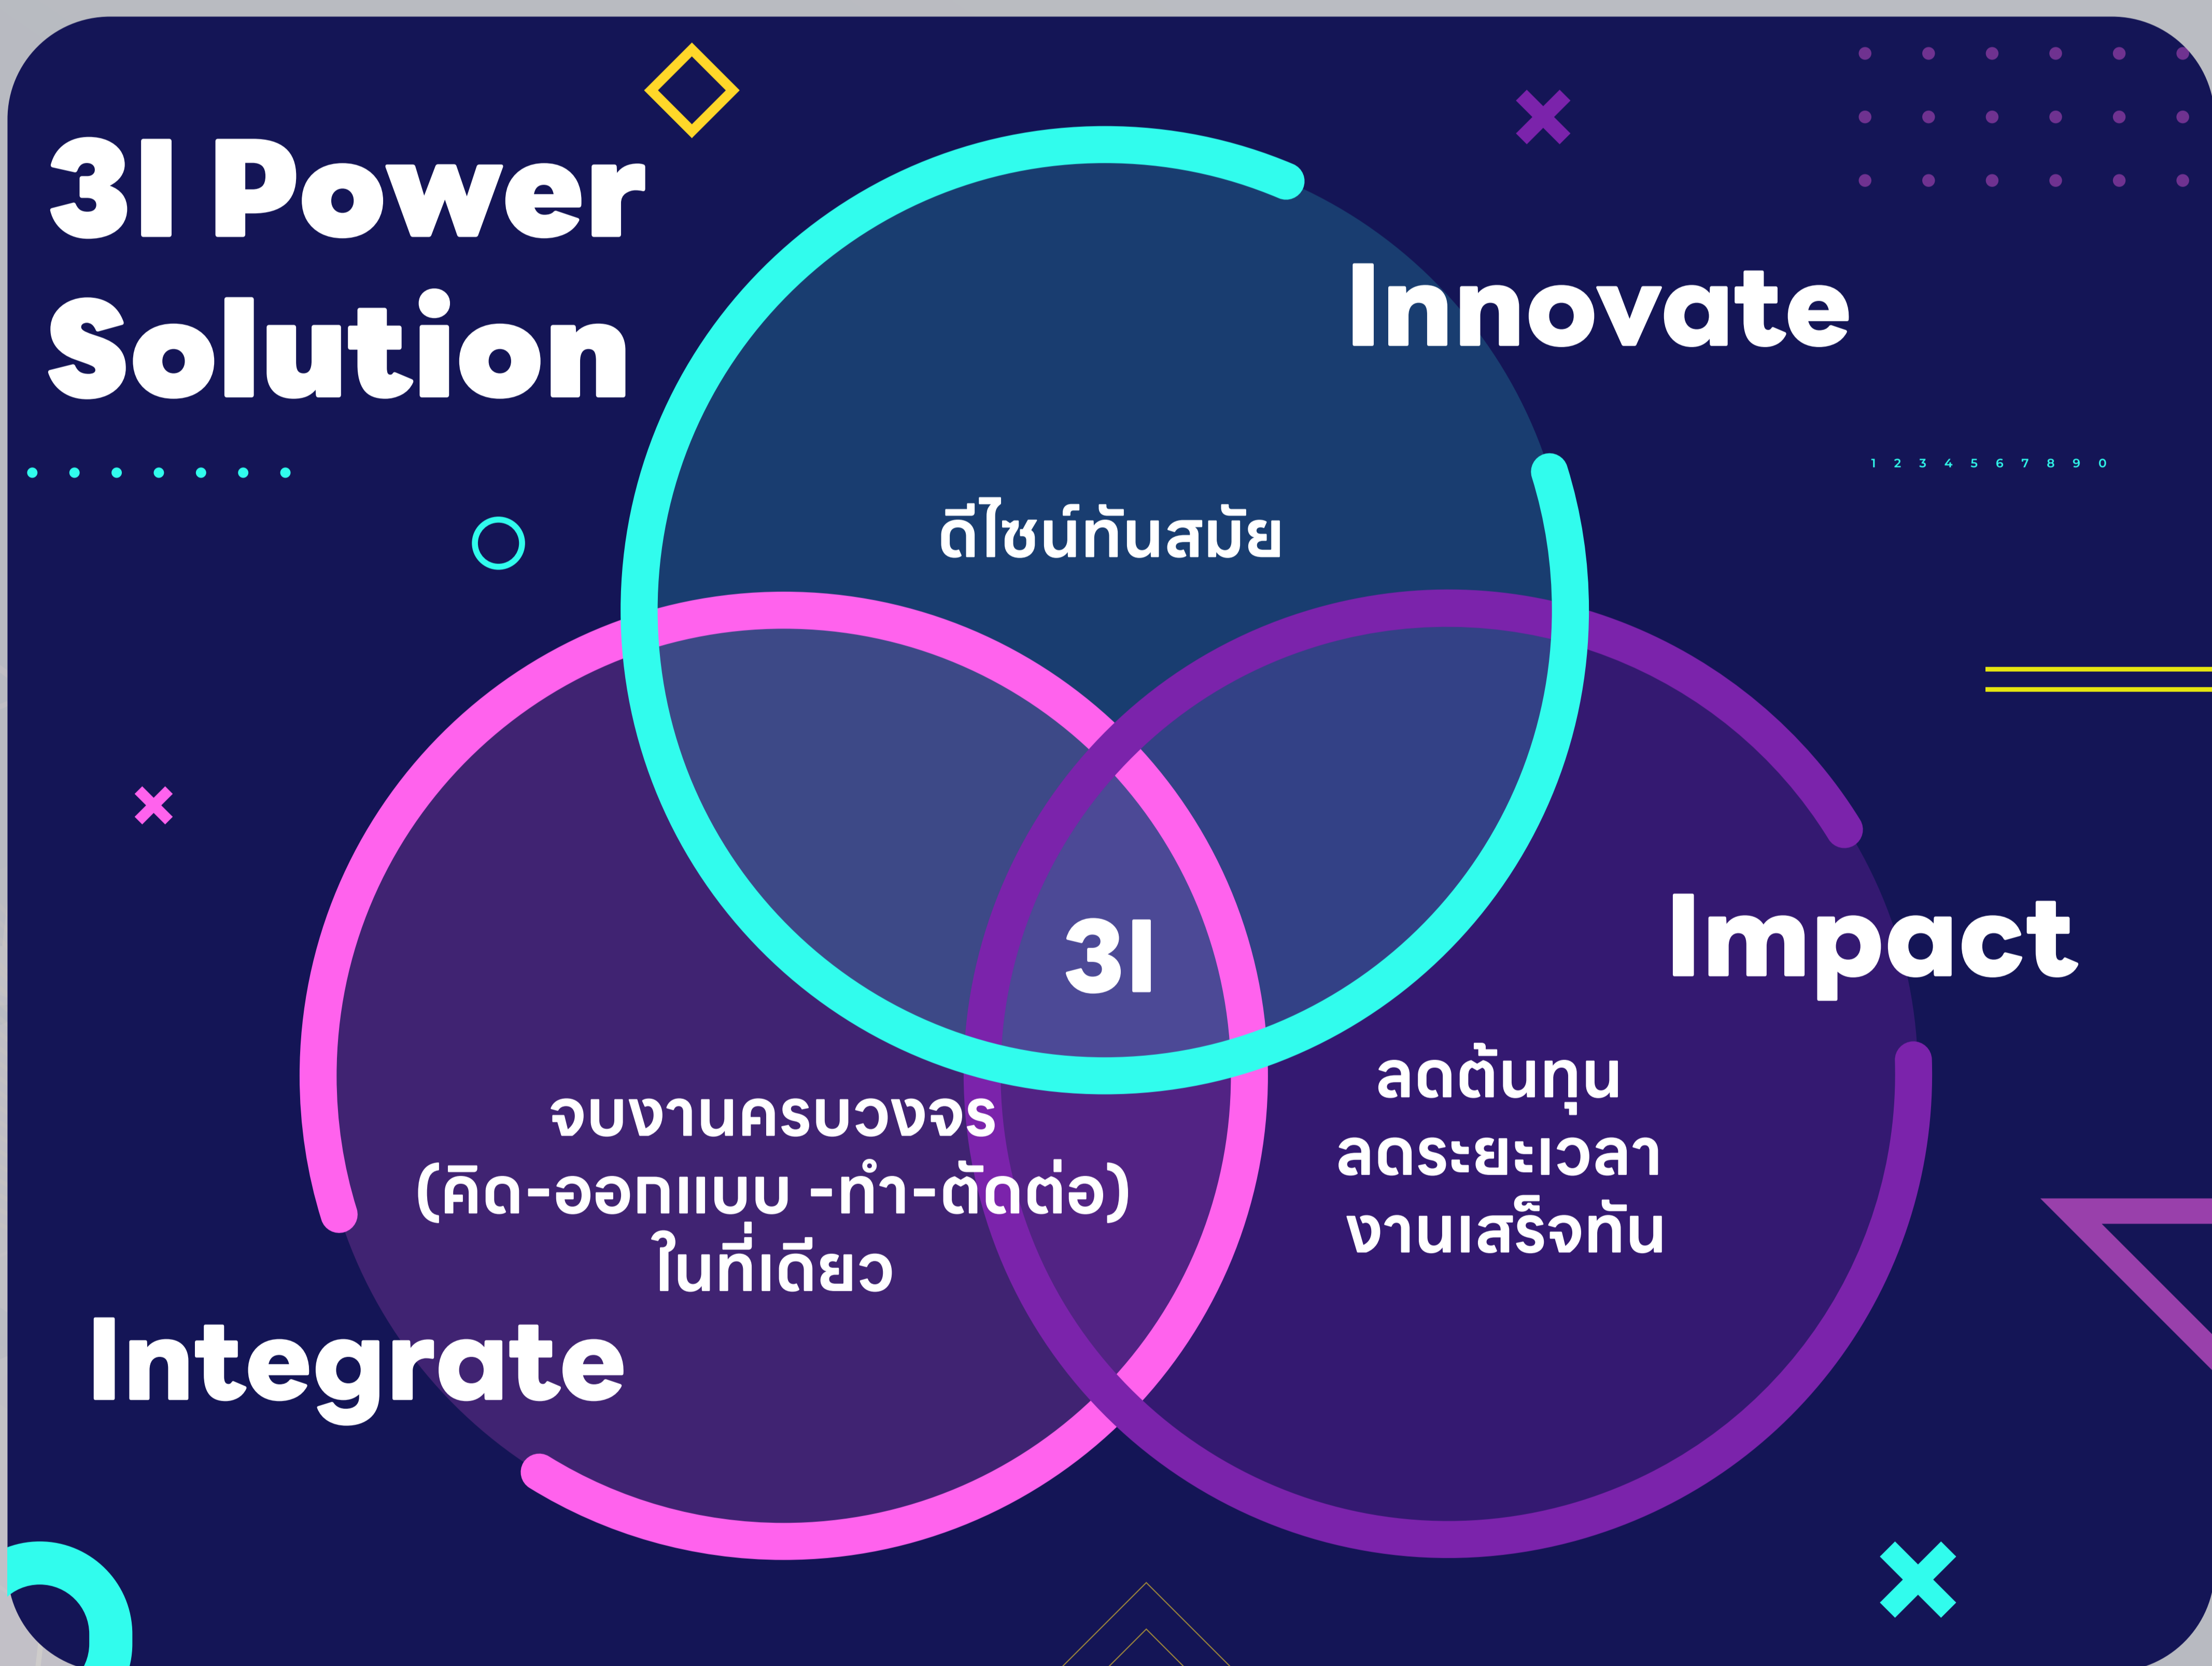 3I Power
Solution
Innovate
1 2 3 4 5 6 7 8 9 0
ดีไซน์ทันสมัย
3I
Impact
ลดต้นทุน
ลดระยะเวลา
งานเสร็จทัน
จบงานครบวงจร
(คิด-ออกแบบ -ทำ-ตัดต่อ)
ในที่เดียว
Integrate